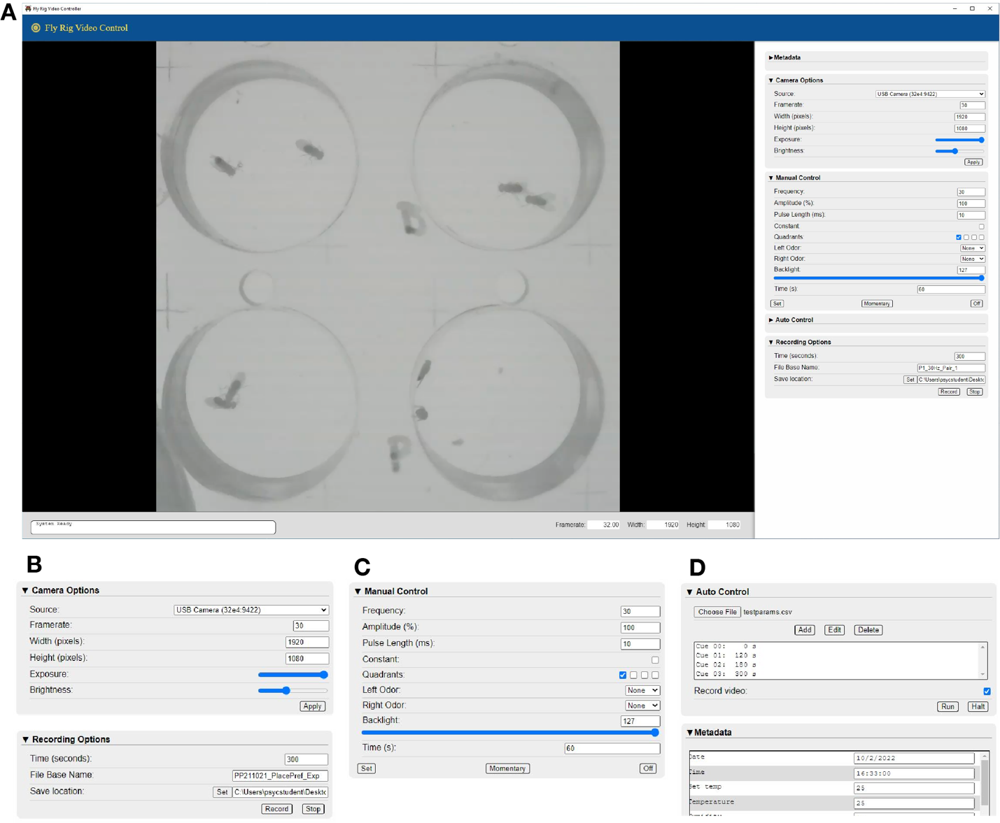 A
Fly Rig Video Controller
Fly Rig Video Control
▶Metadata
▼ Camera Options
Source: USB Camera (32e4:9422)
Framerate: 30
Width (pixels): 1920
Height (pixels): 1080
Exposure:
Brightness:
Apply
▼ Manual Control
Frequency: 30
Amplitude (%): 100
Pulse Length (ms): 10
Constant:
Quadrants:
Left Odor: None
Right Odor: None
Backlight: 127
Time (s): 60
Set Momentary Off
▶ Auto Control
▼ Recording Options
Time (seconds): 300
File Base Name: P1_30Hz_Pair_1
Save location: Set C:\Users\psycstudent\Deskto
Record Stop
P
System Ready
Framerate: 32.00 Width: 1920 Height: 1080
B
▼ Camera Options
Source: USB Camera (32e4:9422)
Framerate: 30
Width (pixels): 1920
Height (pixels): 1080
Exposure:
Brightness:
Apply
▼ Recording Options
Time (seconds): 300
File Base Name: PP211021_PlacePref_Exp
Save location: Set C:\Users\psycstudent\Deskto
Record Stop
C
▼ Manual Control
Frequency: 30
Amplitude (%): 100
Pulse Length (ms): 10
Constant:
Quadrants:
Left Odor: None
Right Odor: None
Backlight: 127
Time (s): 60
Set Momentary Off
D
▼ Auto Control
Choose File testparams.csv
Add Edit Delete
Cue 00: 0 s
Cue 01: 120 s
Cue 02: 180 s
Cue 03: 300 s
Record video:
Run Halt
▼Metadata
Date 10/2/2022
Time 16:33:00
Set temp 25
Temperature 25